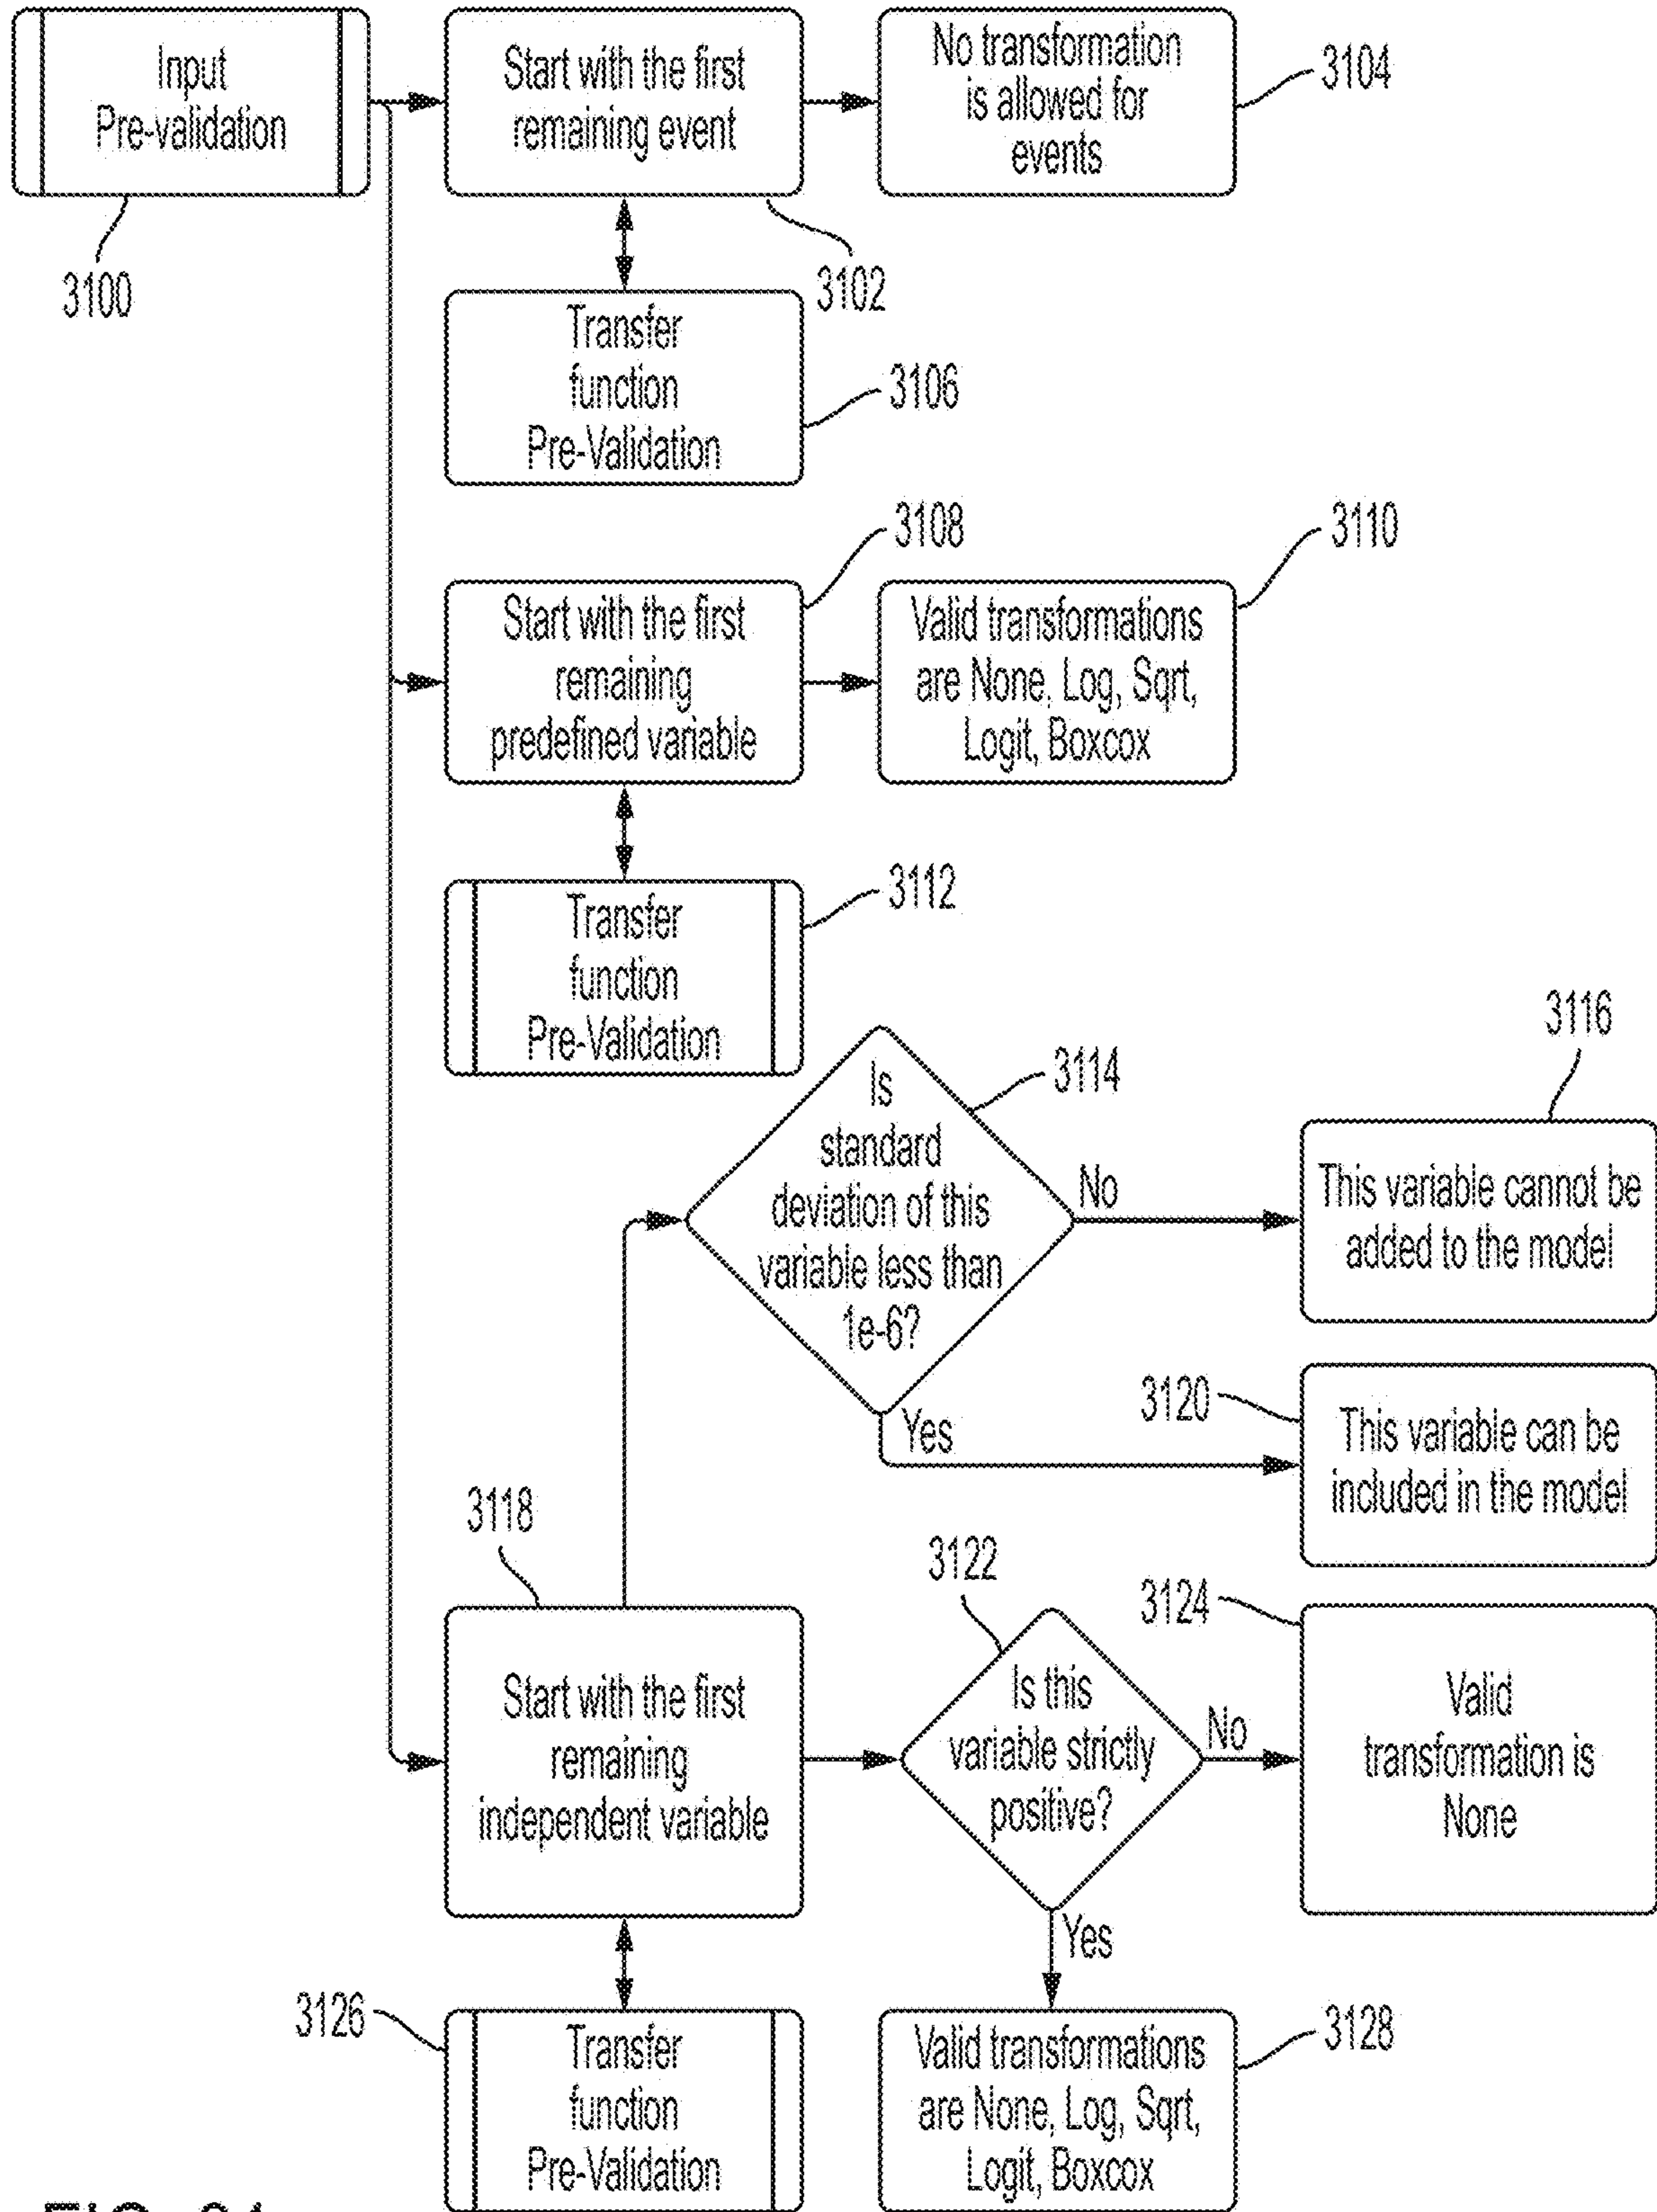 Input
Pre-validation
3100
Start with the first
remaining event
3102
No transformation
is allowed for
events
3104
Transfer
function
Pre-Validation
3106
3108
Start with the first
remaining
predefined variable
3110
Valid transformations
are None, Log, Sqrt,
Logit, Boxcox
Transfer
function
Pre-Validation
3112
Is
standard
deviation of this
variable less than
1e-6?
3114
No
3116
This variable cannot be
added to the model
Yes
3120
This variable can be
included in the model
3118
Start with the first
remaining
independent variable
3122
Is this
variable strictly
positive?
No
3124
Valid
transformation is
None
Yes
3126
Transfer
function
Pre-Validation
Valid transformations
are None, Log, Sqrt,
Logit, Boxcox
3128